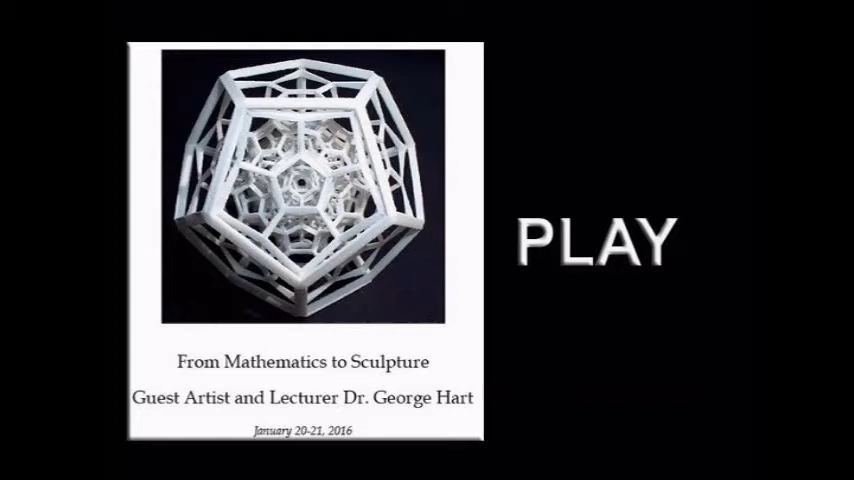 PLAY
From Mathematics to Sculpture
Guest Artist and Lecturer Dr. George Hart
January 20-21, 2016